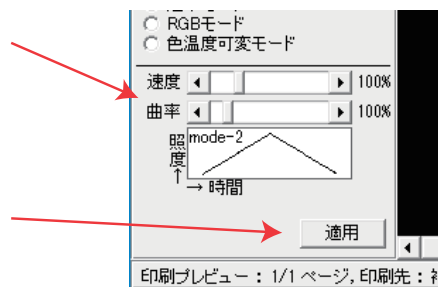 RGBモード
色温度可変モード
速度 100%
曲率 100%
照度↑ mode-2
→ 時間
適用
印刷プレビュー : 1/1 ページ, 印刷先 :